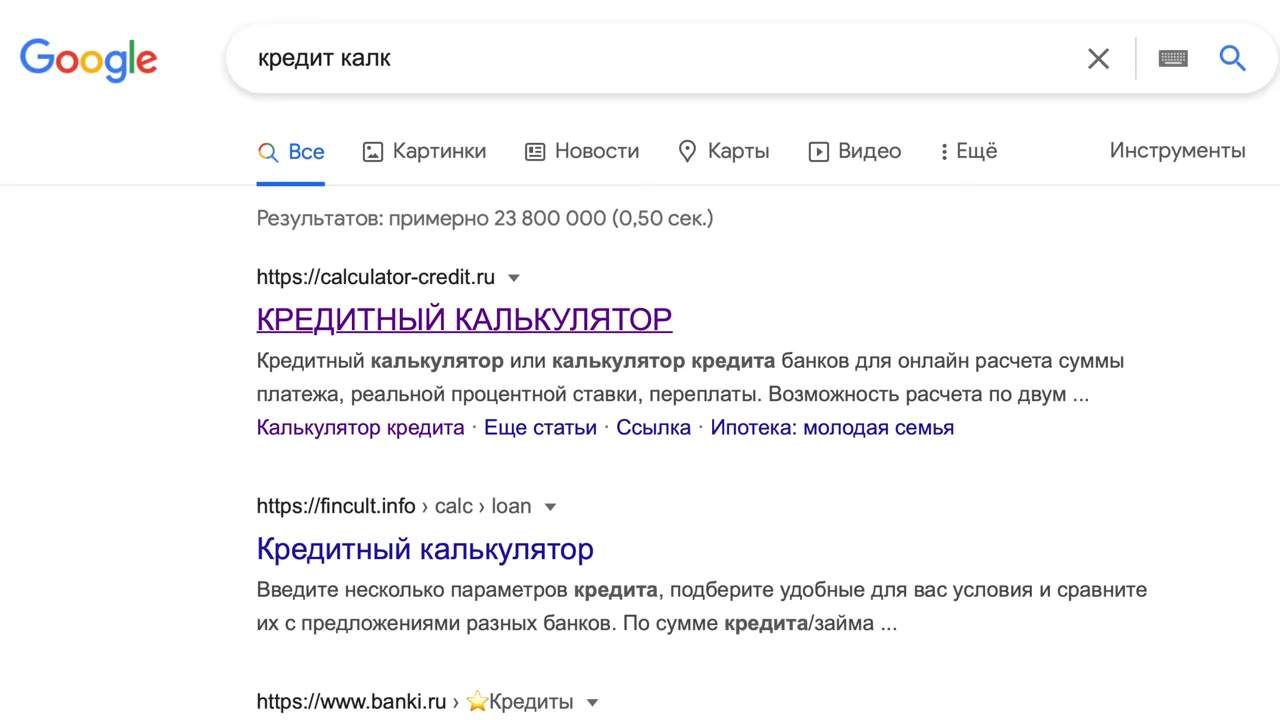 Google
кредит калк
Все Картинки Новости Карты Видео Ещё Инструменты
Результатов: примерно 23 800 000 (0,50 сек.)
https://calculator-credit.ru
КРЕДИТНЫЙ КАЛЬКУЛЯТОР
Кредитный калькулятор или калькулятор кредита банков для онлайн расчета суммы
платежа, реальной процентной ставки, переплаты. Возможность расчета по двум ...
Калькулятор кредита · Еще статьи · Ссылка · Ипотека: молодая семья
https://fincult.info › calc › loan
Кредитный калькулятор
Введите несколько параметров кредита, подберите удобные для вас условия и сравните
их с предложениями разных банков. По сумме кредита/займа ...
https://www.banki.ru › ⭐Кредиты